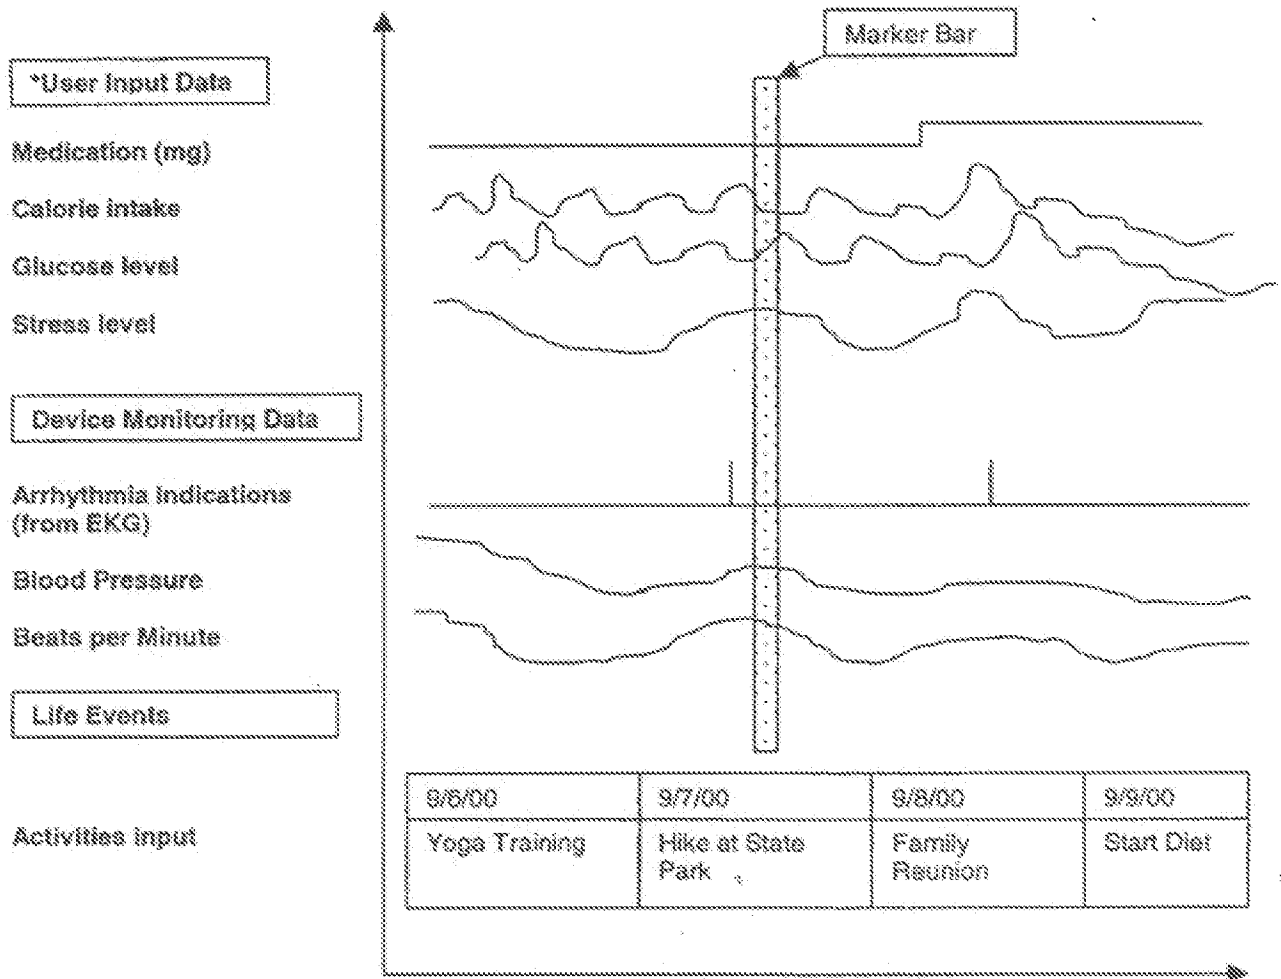 Marker Bar
*User Input Data
Medication (mg)
Calorie intake
Glucose level
Stress level
Device Monitoring Data
Arrhythmia indications
(from EKG)
Blood Pressure
Beats per Minute
Life Events
9/6/00 9/7/00 9/8/00 9/9/00
Activities input
Yoga Training Hike at State Family Start Diet
Park Reunion